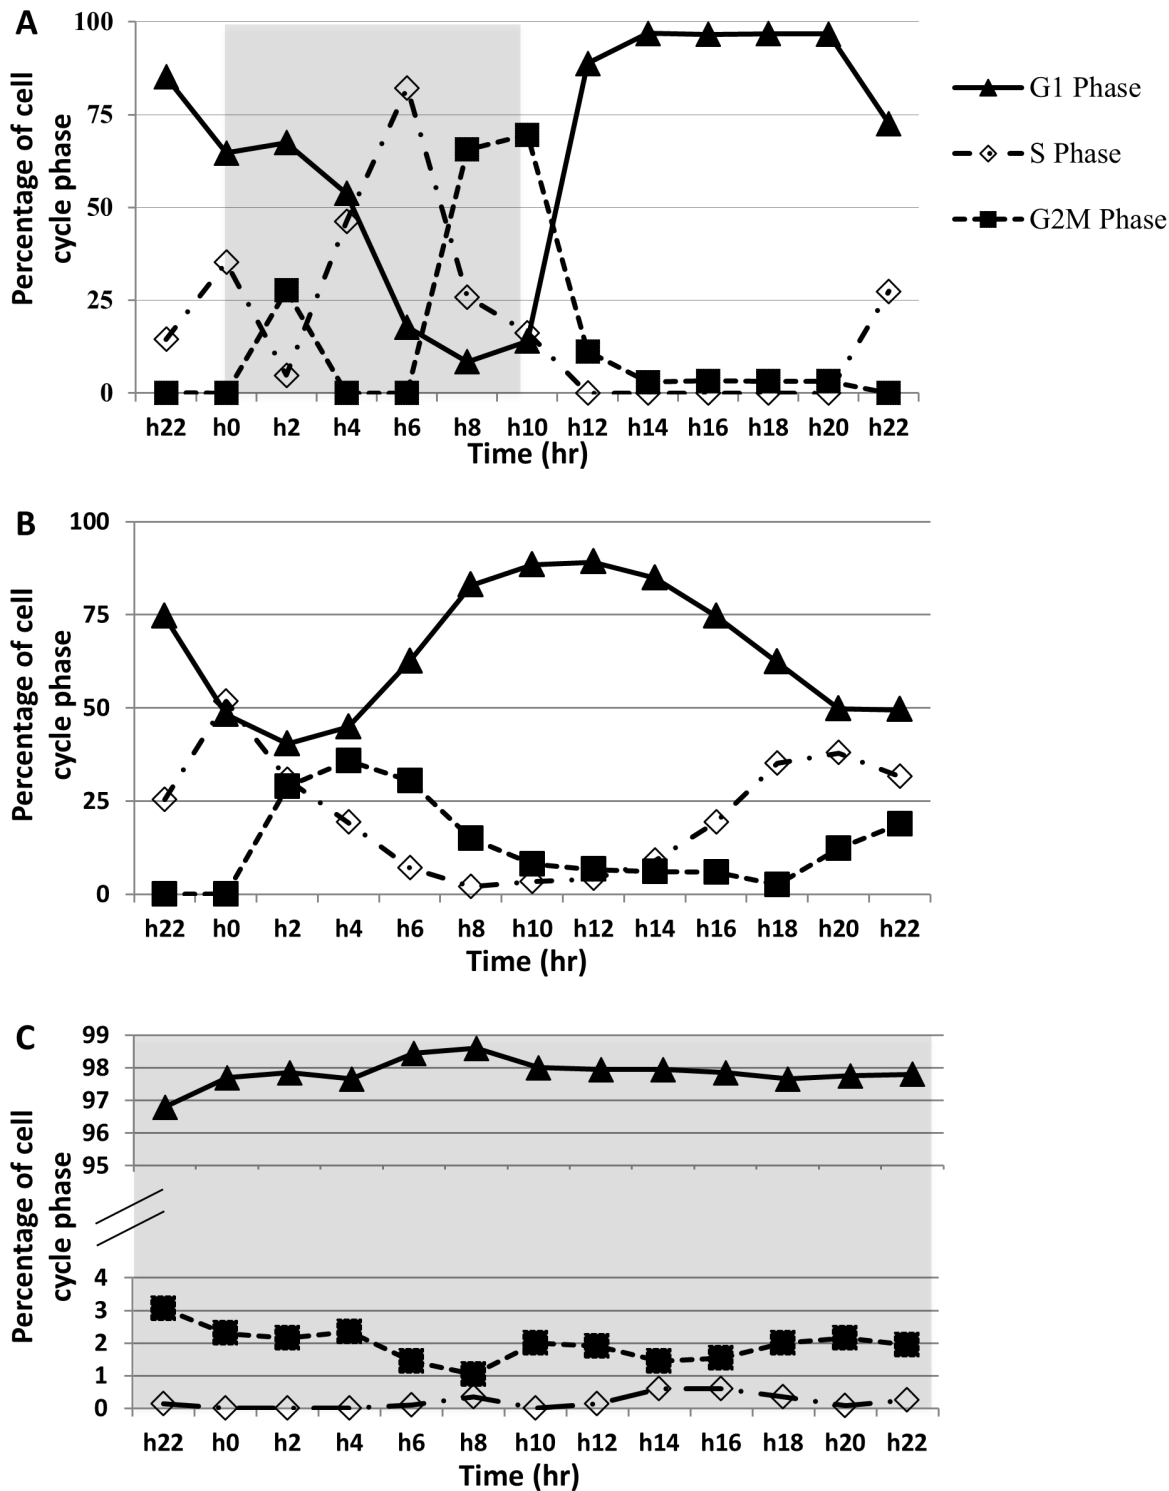 A
Percentage of cell
cycle phase
100
75
50
25
0
h22 h0 h2 h4 h6 h8 h10 h12 h14 h16 h18 h20 h22
Time (hr)
G1 Phase
S Phase
G2M Phase
B
Percentage of cell
cycle phase
100
75
50
25
0
h22 h0 h2 h4 h6 h8 h10 h12 h14 h16 h18 h20 h22
Time (hr)
C
Percentage of cell
cycle phase
99
98
97
96
95
4
3
2
1
0
h22 h0 h2 h4 h6 h8 h10 h12 h14 h16 h18 h20 h22
Time (hr)